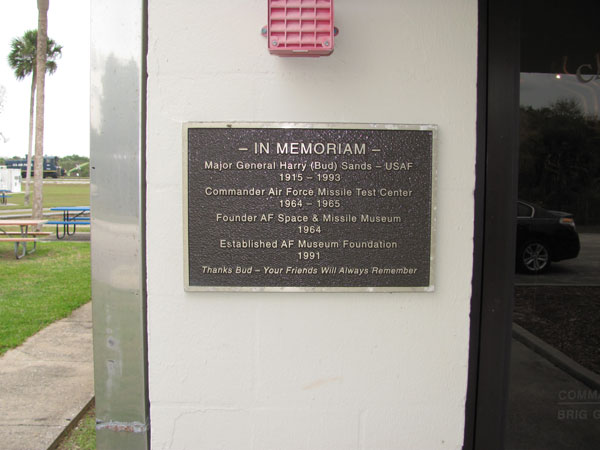 – IN MEMORIAM –
Major General Harry (Bud) Sands – USAF
1915 – 1993
Commander Air Force Missile Test Center
1964 – 1965
Founder AF Space & Missile Museum
1964
Established AF Museum Foundation
1991
Thanks Bud – Your Friends Will Always Remember
BRIG